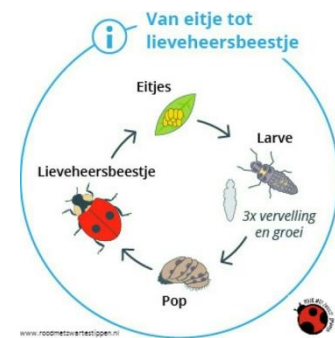 i
Van eitje tot
lieveheersbeestje
Eitjes
Larve
Lieveheersbeestje
3x vervelling
en groei
Pop
www.roodmetzwartestippen.nl